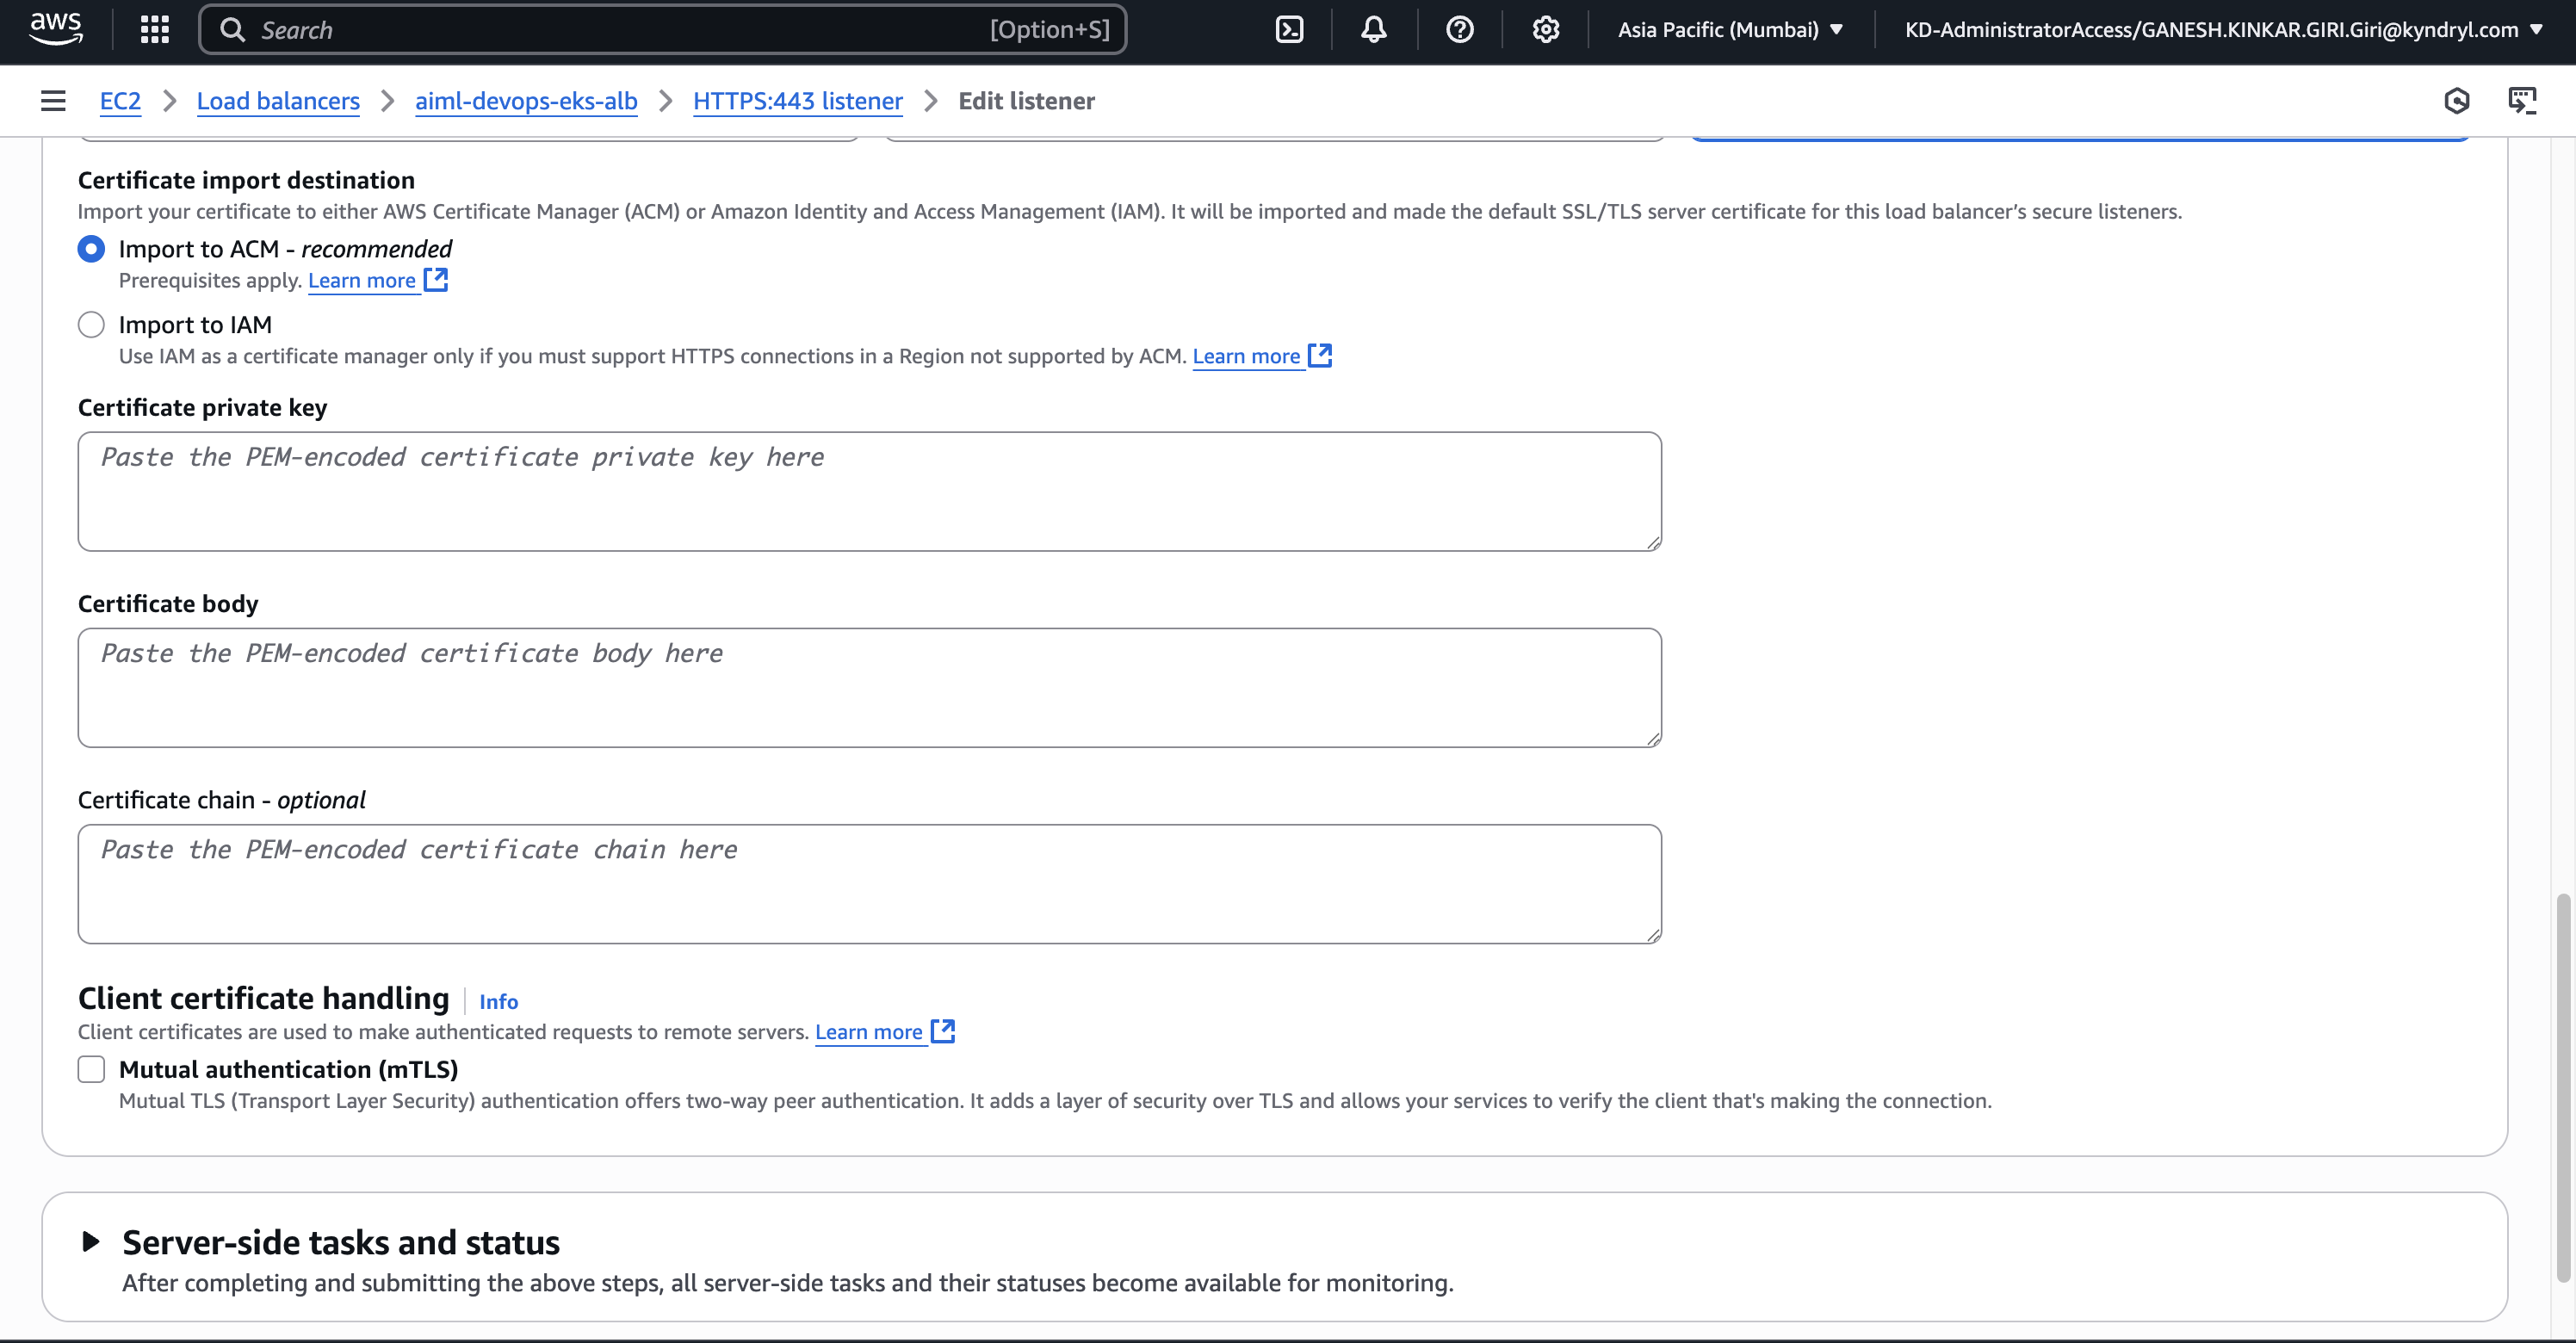 aws
Search [Option+S]
Asia Pacific (Mumbai)
KD-AdministratorAccess/GANESH.KINKAR.GIRI.Giri@kyndryl.com
EC2 > Load balancers > aiml-devops-eks-alb > HTTPS:443 listener > Edit listener
Certificate import destination
Import your certificate to either AWS Certificate Manager (ACM) or Amazon Identity and Access Management (IAM). It will be imported and made the default SSL/TLS server certificate for this load balancer’s secure listeners.
Import to ACM - recommended
Prerequisites apply. Learn more
Import to IAM
Use IAM as a certificate manager only if you must support HTTPS connections in a Region not supported by ACM. Learn more
Certificate private key
Paste the PEM-encoded certificate private key here
Certificate body
Paste the PEM-encoded certificate body here
Certificate chain - optional
Paste the PEM-encoded certificate chain here
Client certificate handling Info
Client certificates are used to make authenticated requests to remote servers. Learn more
Mutual authentication (mTLS)
Mutual TLS (Transport Layer Security) authentication offers two-way peer authentication. It adds a layer of security over TLS and allows your services to verify the client that's making the connection.
Server-side tasks and status
After completing and submitting the above steps, all server-side tasks and their statuses become available for monitoring.